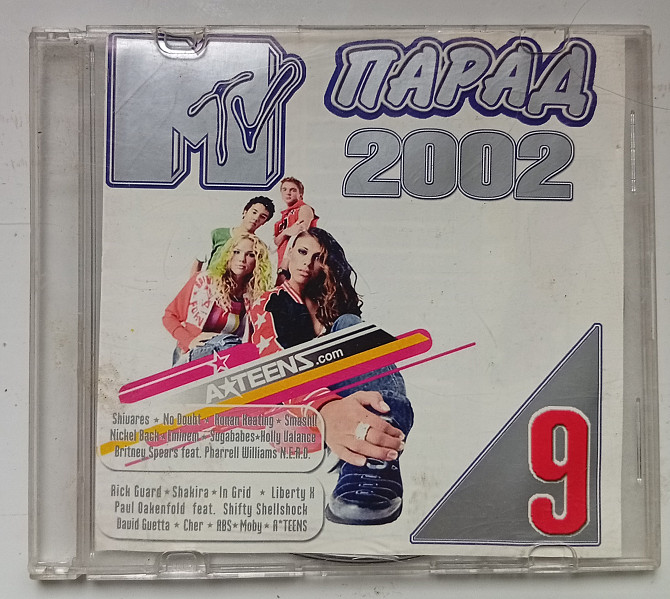 MTV
ПАРАД
2002
A★TEENS.com
Shivares ★ No Doubt ★ Ronan Keating ★ Smash!!
Nickel Back ★ Eminem ★ Sugababes ★ Holly Valance
Britney Spears feat. Pharrell Williams N.E.R.D.
Rick Guard ★ Shakira ★ In Grid ★ Liberty X
Paul Oakenfold feat. Shifty Shellshock
David Guetta ★ Cher ★ ABS ★ Moby ★ A*TEENS
9